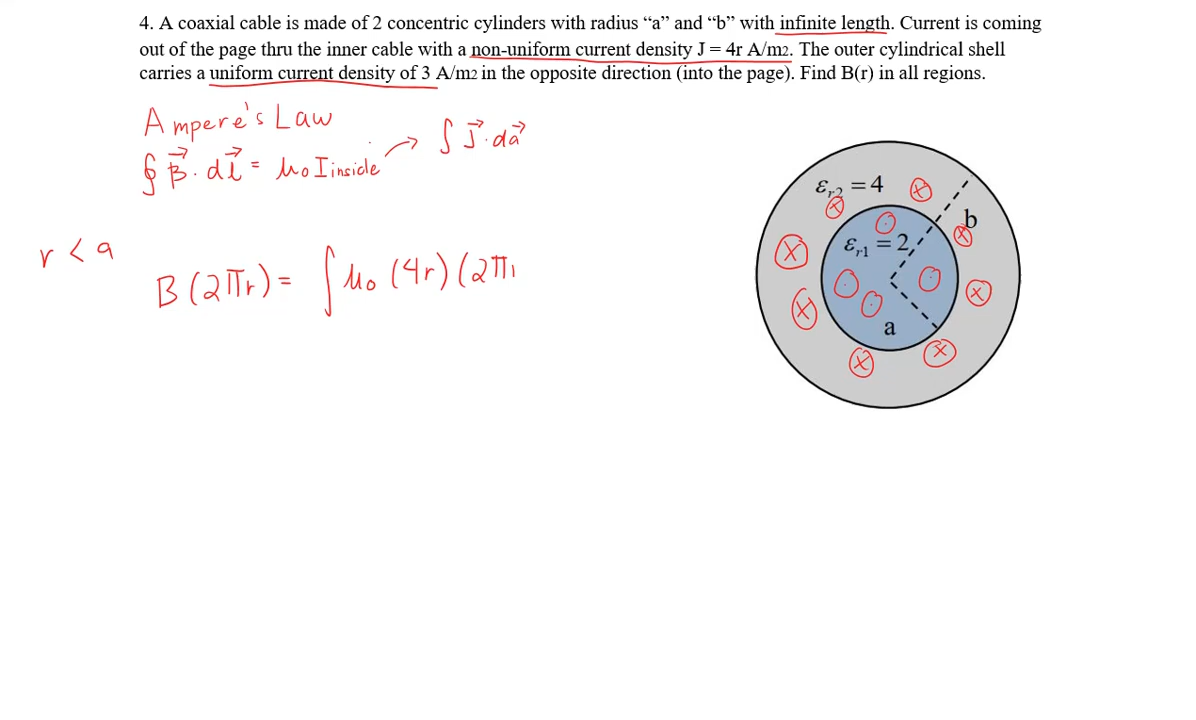 4. A coaxial cable is made of 2 concentric cylinders with radius “a” and “b” with infinite length. Current is coming
out of the page thru the inner cable with a non-uniform current density J = 4r A/m2. The outer cylindrical shell
carries a uniform current density of 3 A/m2 in the opposite direction (into the page). Find B(r) in all regions.
Ampere's Law
∮ B⃗ · dl⃗ = μo Iinside → ∫ J⃗ · da⃗
r < a
B(2πr) = ∫ μo (4r) (2π
εr2 = 4
b
εr1 = 2,
a